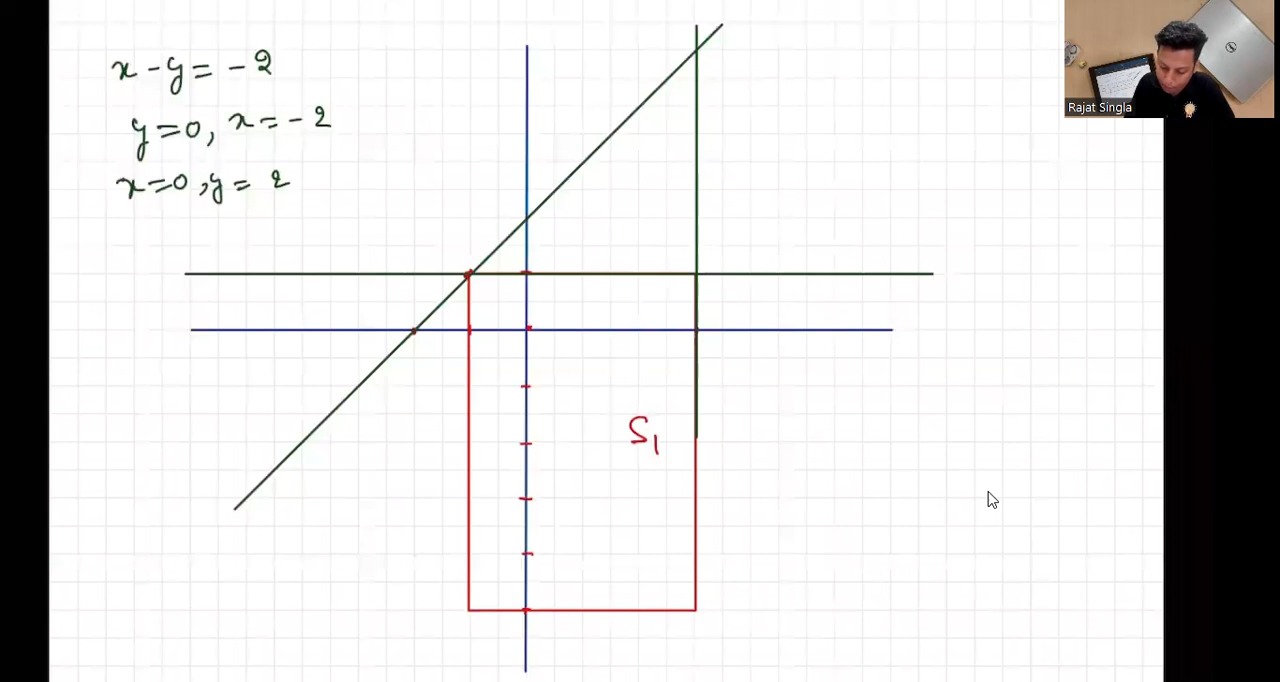 x - y = - 2
y = 0, x = - 2
x = 0, y = 2
S1
Rajat Singla